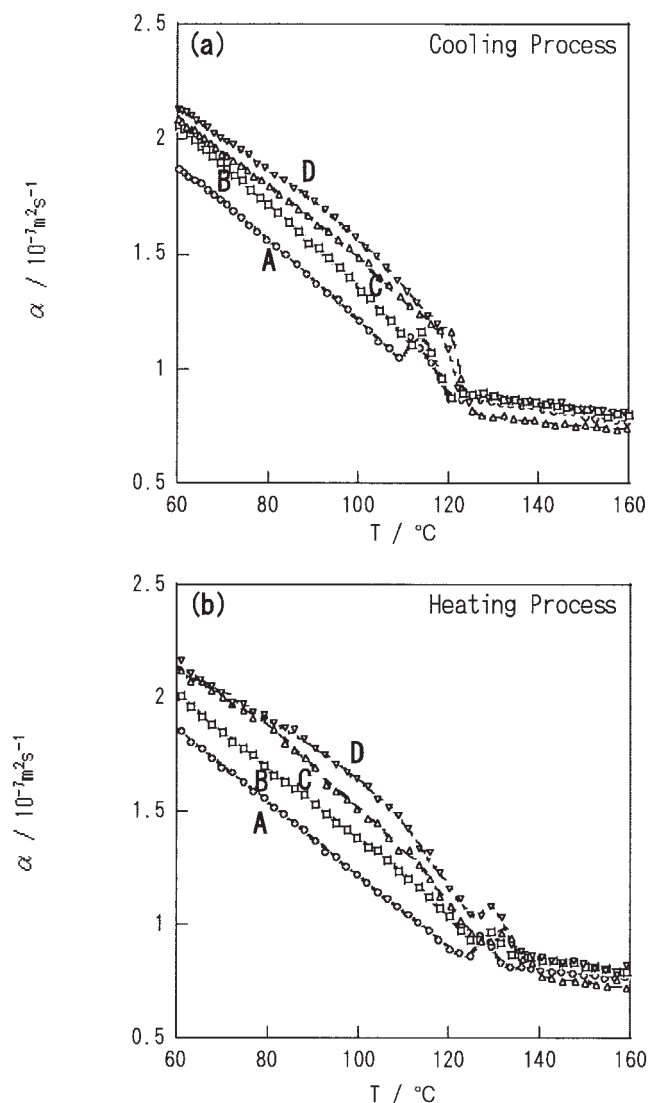 2.5
(a)
Cooling Process
2
D
B
1.5
A
C
α / 10⁻⁷m²s⁻¹
1
0.5
60
80
100
120
140
160
T / °C
2.5
(b)
Heating Process
2
D
B
C
1.5
A
α / 10⁻⁷m²s⁻¹
1
0.5
60
80
100
120
140
160
T / °C